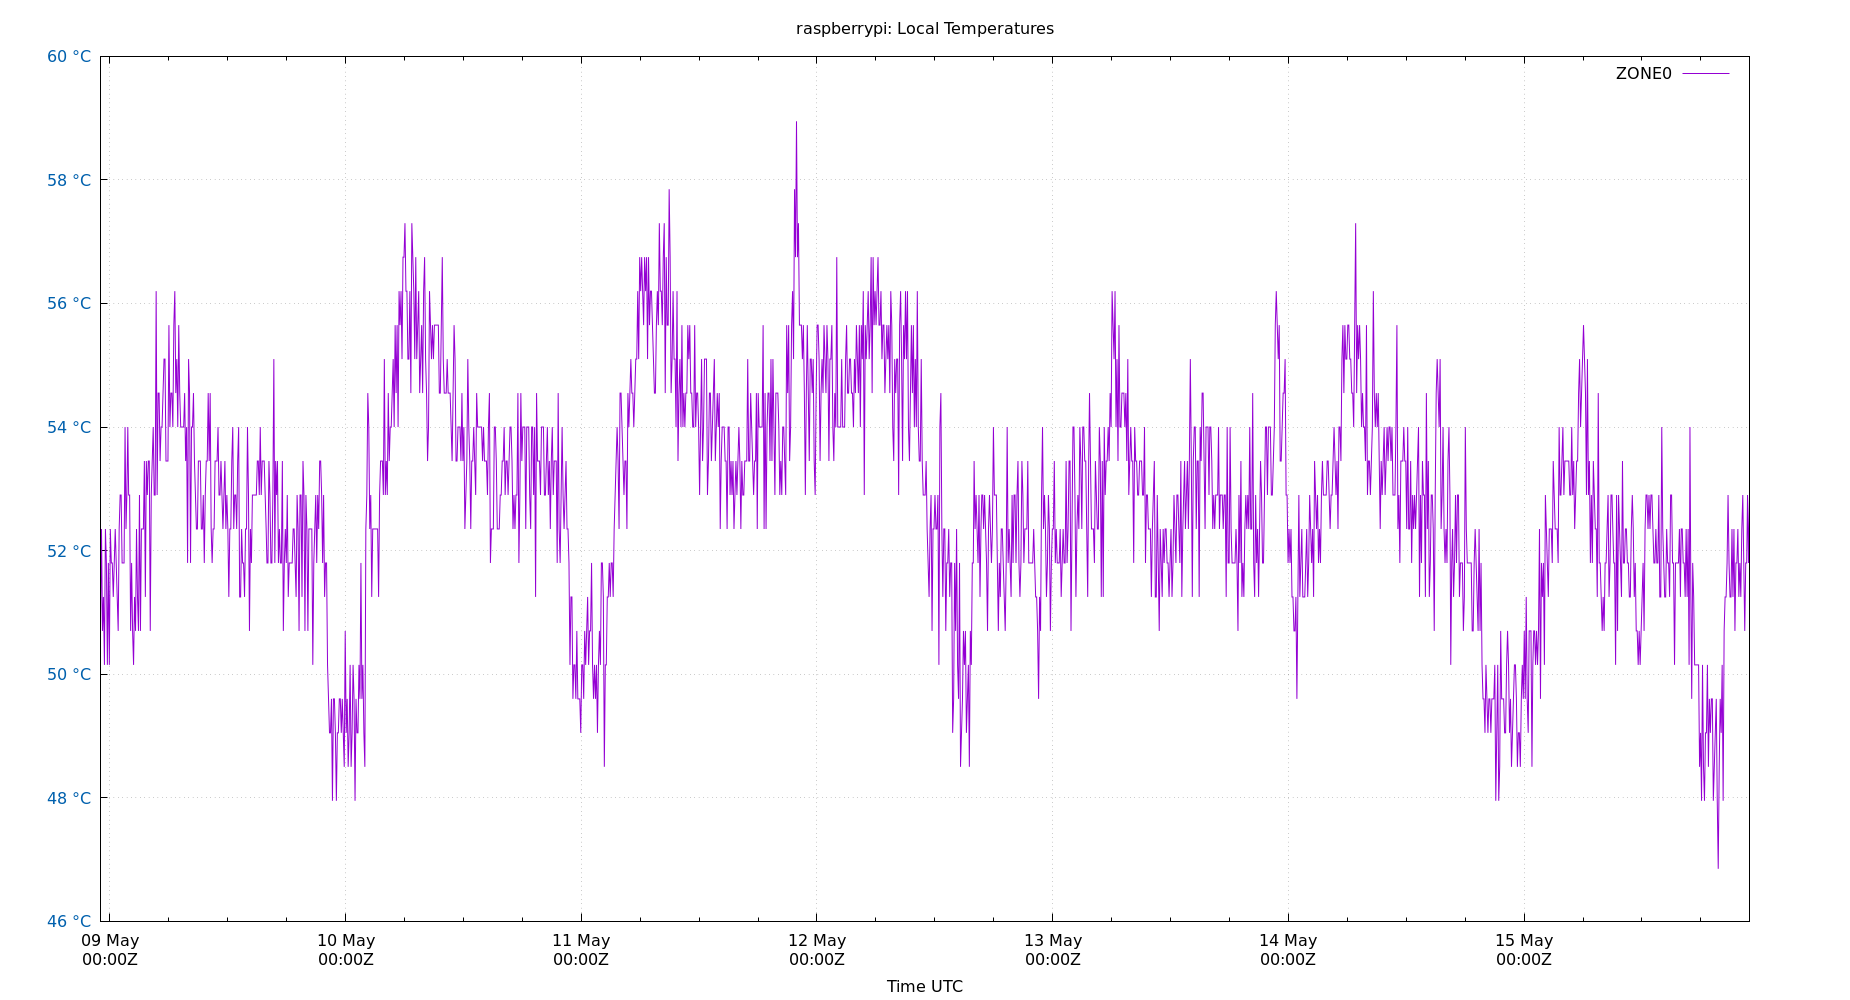 raspberrypi: Local Temperatures
60 °C
ZONE0
58 °C
56 °C
54 °C
52 °C
50 °C
48 °C
46 °C
09 May 10 May 11 May 12 May 13 May 14 May 15 May
00:00Z 00:00Z 00:00Z 00:00Z 00:00Z 00:00Z 00:00Z
Time UTC